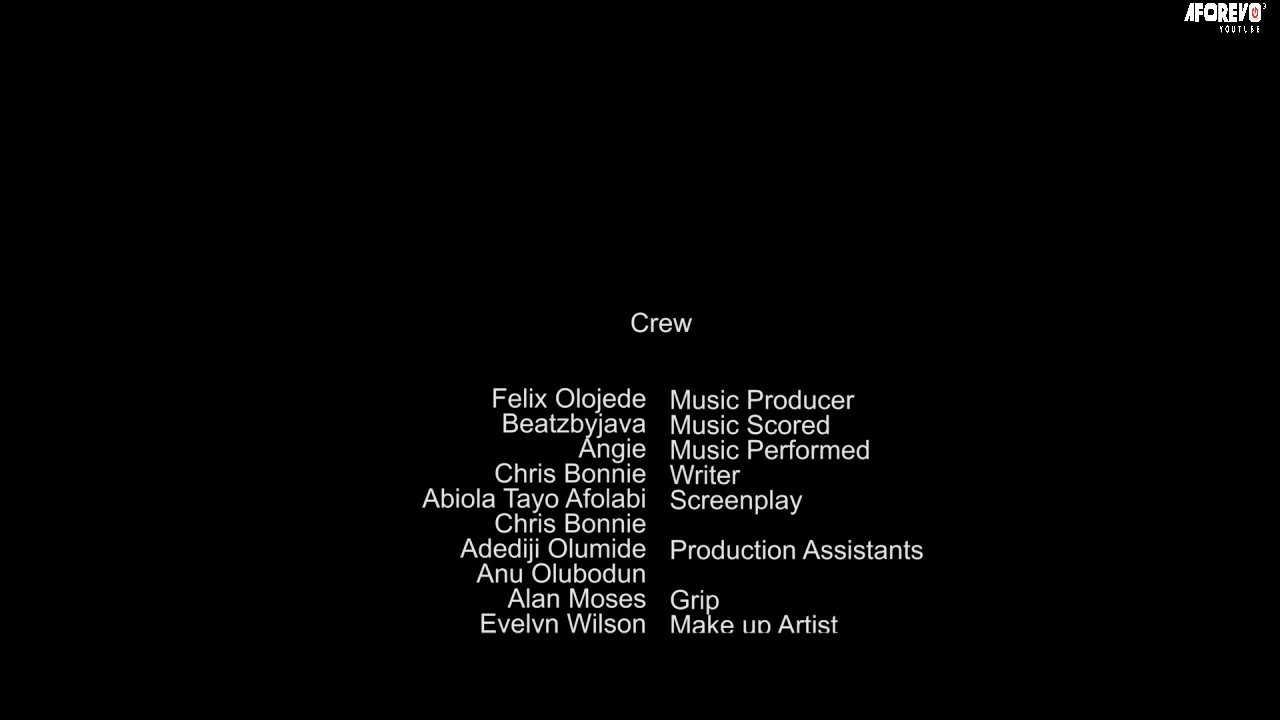 AFOREVO
YOUTUBE
Crew
Felix Olojede Music Producer
Beatzbyjava Music Scored
Angie Music Performed
Chris Bonnie Writer
Abiola Tayo Afolabi Screenplay
Chris Bonnie
Adediji Olumide Production Assistants
Anu Olubodun
Alan Moses Grip
Evelyn Wilson Make up Artist